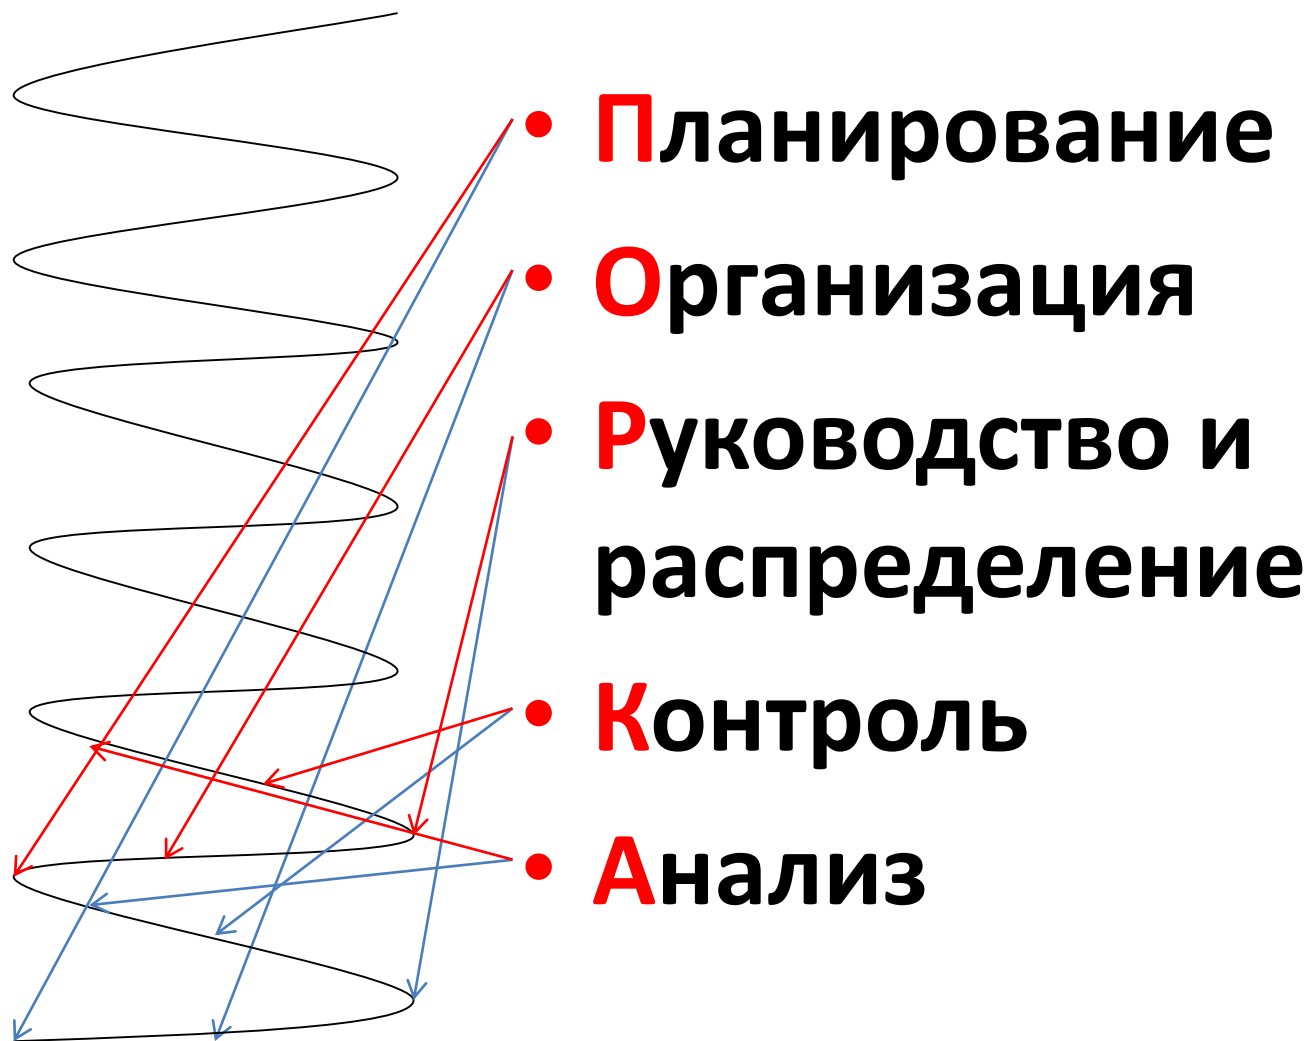 • Планирование
• Организация
• Руководство и
распределение
• Контроль
• Анализ